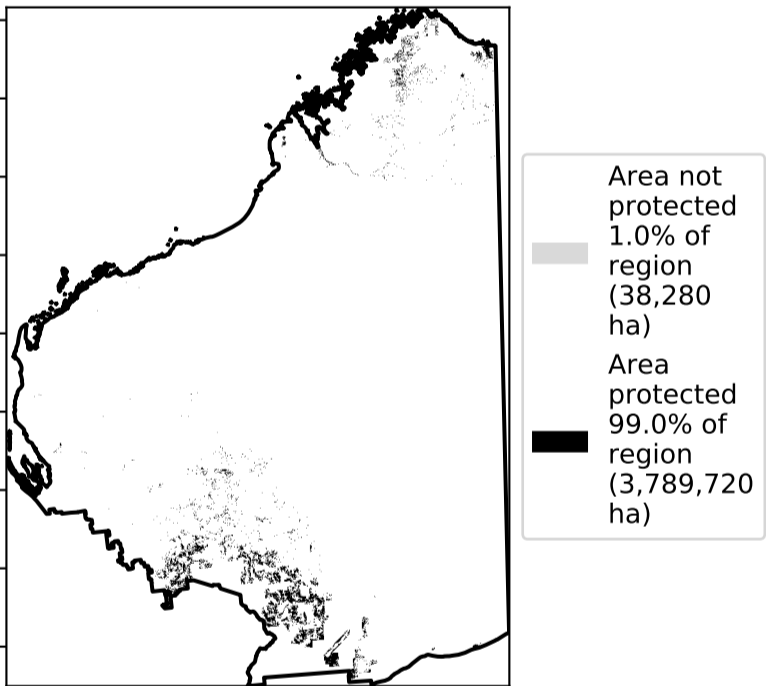 Area not
protected
1.0% of
region
(38,280
ha)
Area
protected
99.0% of
region
(3,789,720
ha)